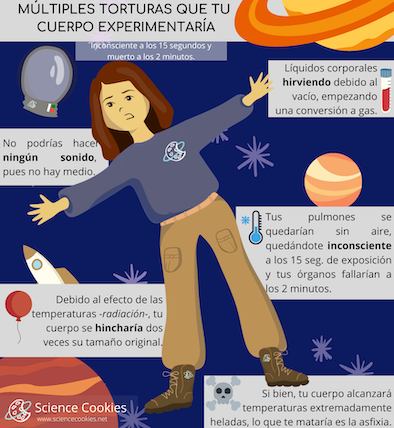 MÚLTIPLES TORTURAS QUE TU
CUERPO EXPERIMENTARÍA
inconsciente a los 15 segundos y
muerto a los 2 minutos.
Líquidos corporales
hirviendo debido al
vacío, empezando
una conversión a gas.
No podrías hacer
ningún sonido,
pues no hay medio.
Tus pulmones se
quedarían sin aire,
quedándote inconsciente
a los 15 seg. de exposición
y tus órganos fallarían a
los 2 minutos.
Debido al efecto de las
temperaturas -radiación-, tu
cuerpo se hincharía dos
veces su tamaño original.
Si bien, tu cuerpo alcanzará
temperaturas extremadamente
heladas, lo que te mataría es la asfixia.
Science Cookies
www.sciencecookies.net